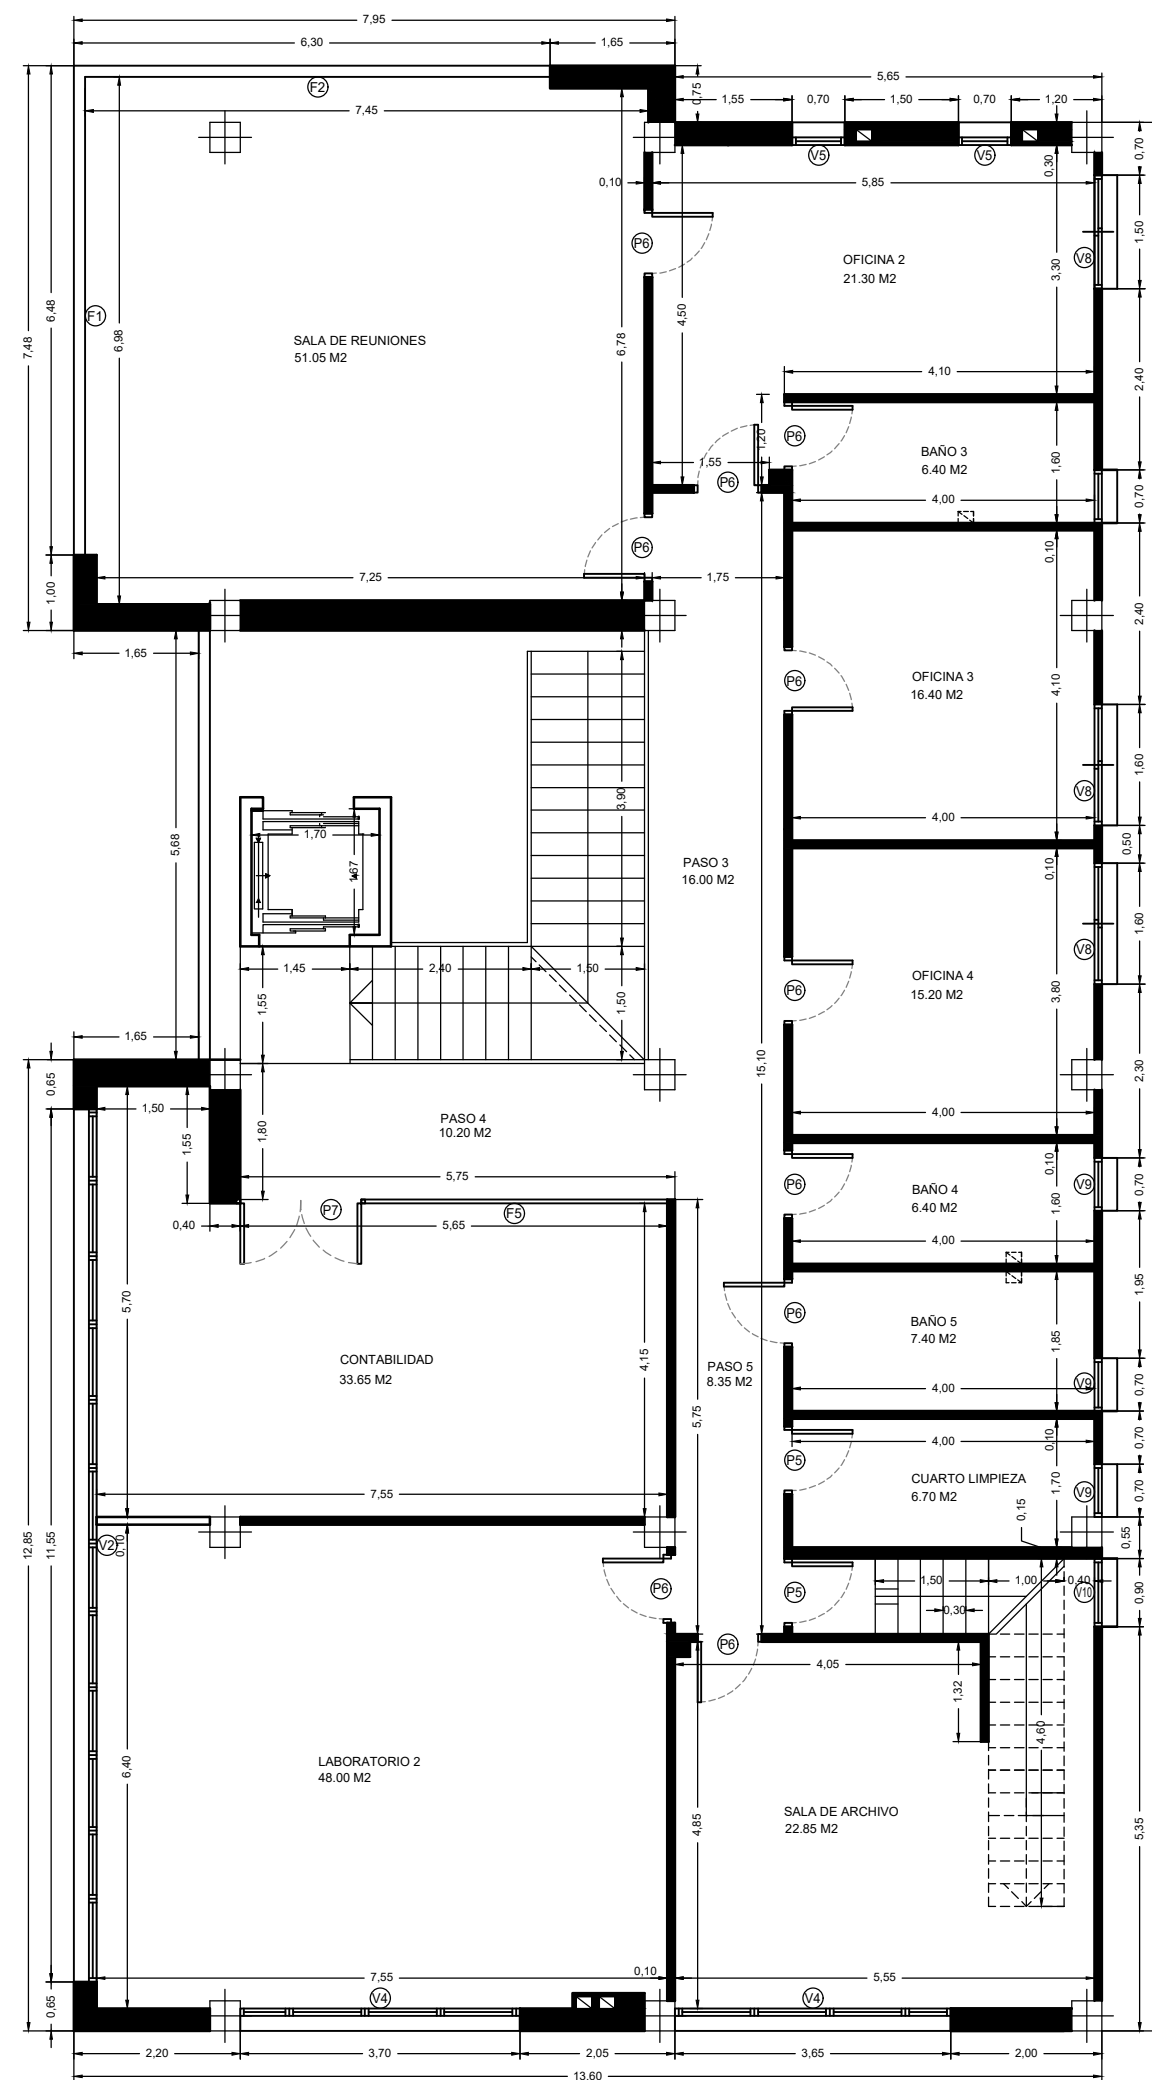 7,95
6,30
1,65
5,65
0,75
1,55
0,70
1,50
0,70
1,20
F2
7,45
V5
V5
0,70
0,30
0,10
5,85
P6
1,50
OFICINA 2
21.30 M2
V8
3,30
6,48
F1
7,48
6,98
6,78
4,50
SALA DE REUNIONES
51.05 M2
4,10
2,40
1,20
P6
BAÑO 3
6.40 M2
1,60
1,55
P6
4,00
0,70
P6
0,10
7,25
1,75
1,00
2,40
1,65
P6
OFICINA 3
16.40 M2
4,10
1,60
V8
3,90
1,70
4,00
0,50
5,68
1,67
PASO 3
16.00 M2
0,10
1,60
V8
1,45
2,40
1,50
P6
OFICINA 4
15.20 M2
3,80
1,55
1,50
1,65
2,30
0,65
15,10
1,50
PASO 4
10.20 M2
4,00
1,55
1,80
5,75
0,10
P6
BAÑO 4
6.40 M2
1,60
V9
0,70
P7
F5
0,40
5,65
4,00
1,95
5,70
P6
BAÑO 5
7.40 M2
1,85
4,15
CONTABILIDAD
33.65 M2
PASO 5
8.35 M2
5,75
4,00
V9
0,70
4,00
0,10
0,70
P5
CUARTO LIMPIEZA
6.70 M2
1,70
V9
0,70
7,55
0,15
12,85
11,55
V2
0,10
0,55
P6
P5
1,50
1,00
0,40
V10
0,90
0,30
P6
4,05
1,32
4,60
6,40
LABORATORIO 2
48.00 M2
4,85
SALA DE ARCHIVO
22.85 M2
5,35
7,55
0,10
5,55
V4
V4
0,65
2,20
3,70
2,05
3,65
2,00
13,60